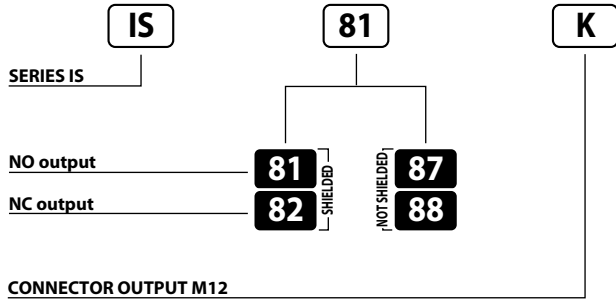 IS 81 K
SERIES IS
NO output 81 87
NC output 82 88
SHIELDED
NOT SHIELDED
CONNECTOR OUTPUT M12